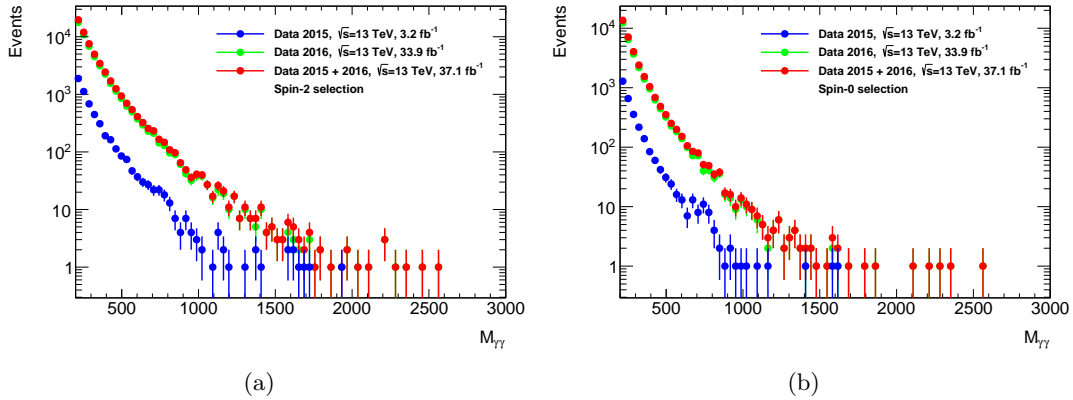 Events
10⁴
10³
10²
10
1
Data 2015, √s=13 TeV, 3.2 fb⁻¹
Data 2016, √s=13 TeV, 33.9 fb⁻¹
Data 2015 + 2016, √s=13 TeV, 37.1 fb⁻¹
Spin-2 selection
500 1000 1500 2000 2500 3000
M_γγ
(a)
Events
10⁴
10³
10²
10
1
Data 2015, √s=13 TeV, 3.2 fb⁻¹
Data 2016, √s=13 TeV, 33.9 fb⁻¹
Data 2015 + 2016, √s=13 TeV, 37.1 fb⁻¹
Spin-0 selection
500 1000 1500 2000 2500 3000
M_γγ
(b)